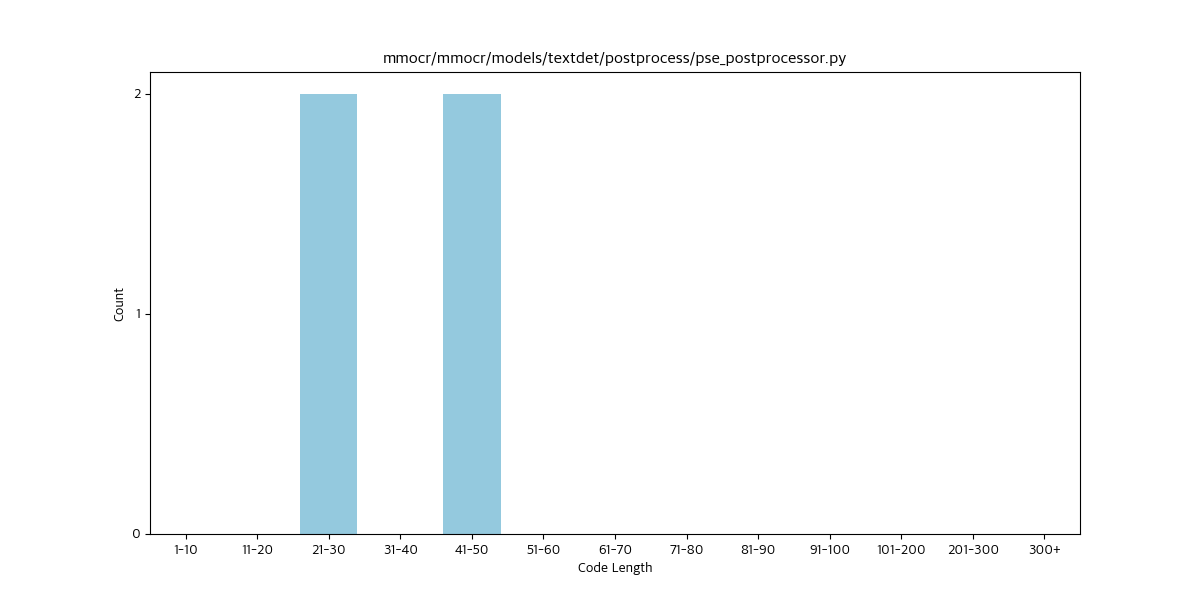 mmocr/mmocr/models/textdet/postprocess/pse_postprocessor.py
2
1
0
Count
1-10 11-20 21-30 31-40 41-50 51-60 61-70 71-80 81-90 91-100 101-200 201-300 300+
Code Length